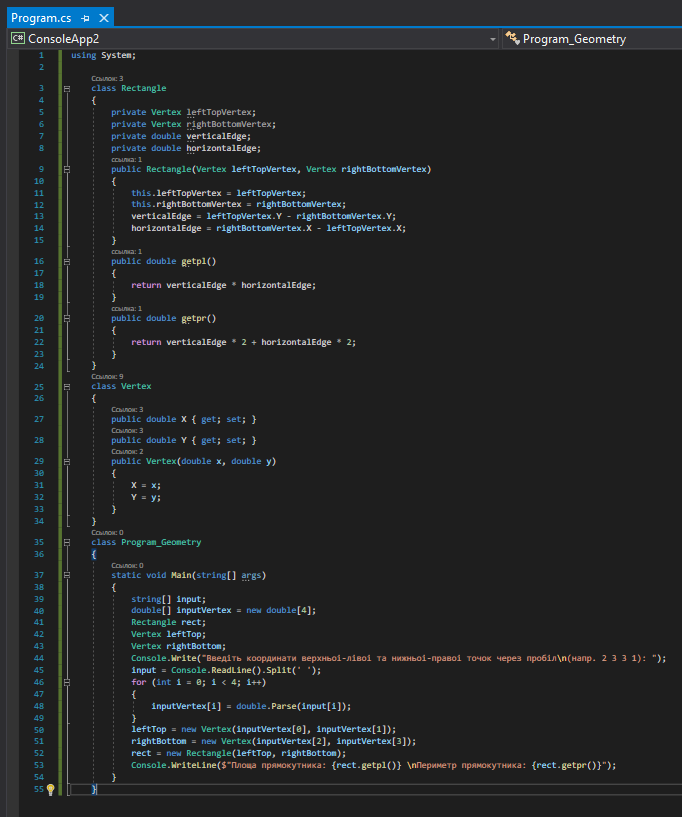 Program.cs
ConsoleApp2 Program_Geometry
1 using System;
2
Ссылок: 3
3 class Rectangle
4 {
5 private Vertex leftTopVertex;
6 private Vertex rightBottomVertex;
7 private double verticalEdge;
8 private double horizontalEdge;
ссылка: 1
9 public Rectangle(Vertex leftTopVertex, Vertex rightBottomVertex)
10 {
11 this.leftTopVertex = leftTopVertex;
12 this.rightBottomVertex = rightBottomVertex;
13 verticalEdge = leftTopVertex.Y - rightBottomVertex.Y;
14 horizontalEdge = rightBottomVertex.X - leftTopVertex.X;
15 }
ссылка: 1
16 public double getpl()
17 {
18 return verticalEdge * horizontalEdge;
19 }
ссылка: 1
20 public double getpr()
21 {
22 return verticalEdge * 2 + horizontalEdge * 2;
23 }
24 }
Ссылок: 9
25 class Vertex
26 {
Ссылок: 3
27 public double X { get; set; }
Ссылок: 3
28 public double Y { get; set; }
Ссылок: 2
29 public Vertex(double x, double y)
30 {
31 X = x;
32 Y = y;
33 }
34 }
Ссылок: 0
35 class Program_Geometry
36 {
Ссылок: 0
37 static void Main(string[] args)
38 {
39 string[] input;
40 double[] inputVertex = new double[4];
41 Rectangle rect;
42 Vertex leftTop;
43 Vertex rightBottom;
44 Console.Write("Введіть координати верхньоі-лівоі та нижньоі-правоі точок через пробіл\n(напр. 2 3 3 1): ");
45 input = Console.ReadLine().Split(' ');
46 for (int i = 0; i < 4; i++)
47 {
48 inputVertex[i] = double.Parse(input[i]);
49 }
50 leftTop = new Vertex(inputVertex[0], inputVertex[1]);
51 rightBottom = new Vertex(inputVertex[2], inputVertex[3]);
52 rect = new Rectangle(leftTop, rightBottom);
53 Console.WriteLine($"Площа прямокутника: {rect.getpl()} \nПериметр прямокутника: {rect.getpr()}");
54 }
55 }